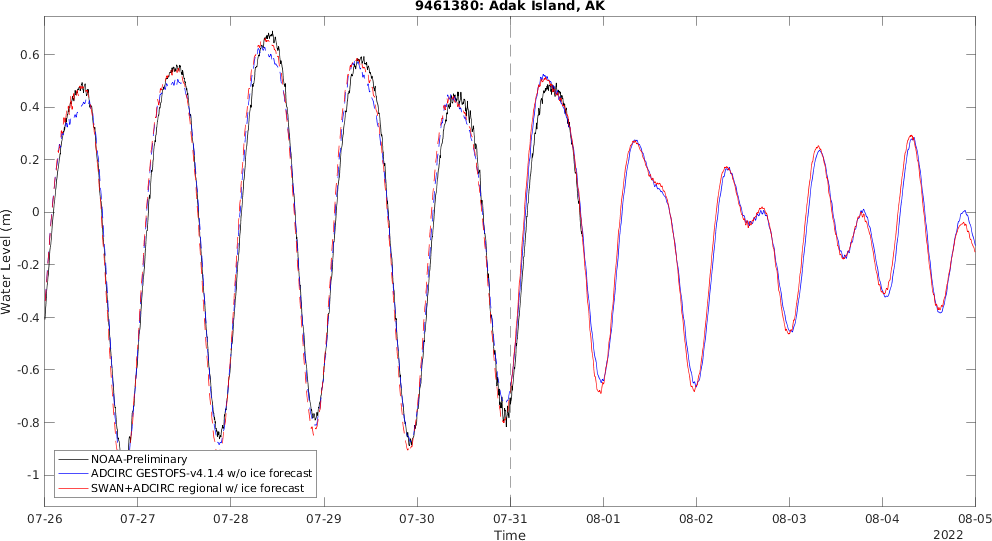 9461380: Adak Island, AK
Water Level (m)
0.6
0.4
0.2
0
-0.2
-0.4
-0.6
-0.8
-1
NOAA-Preliminary
ADCIRC GESTOFS-v4.1.4 w/o ice forecast
SWAN+ADCIRC regional w/ ice forecast
07-26 07-27 07-28 07-29 07-30 07-31 08-01 08-02 08-03 08-04 08-05
Time
2022